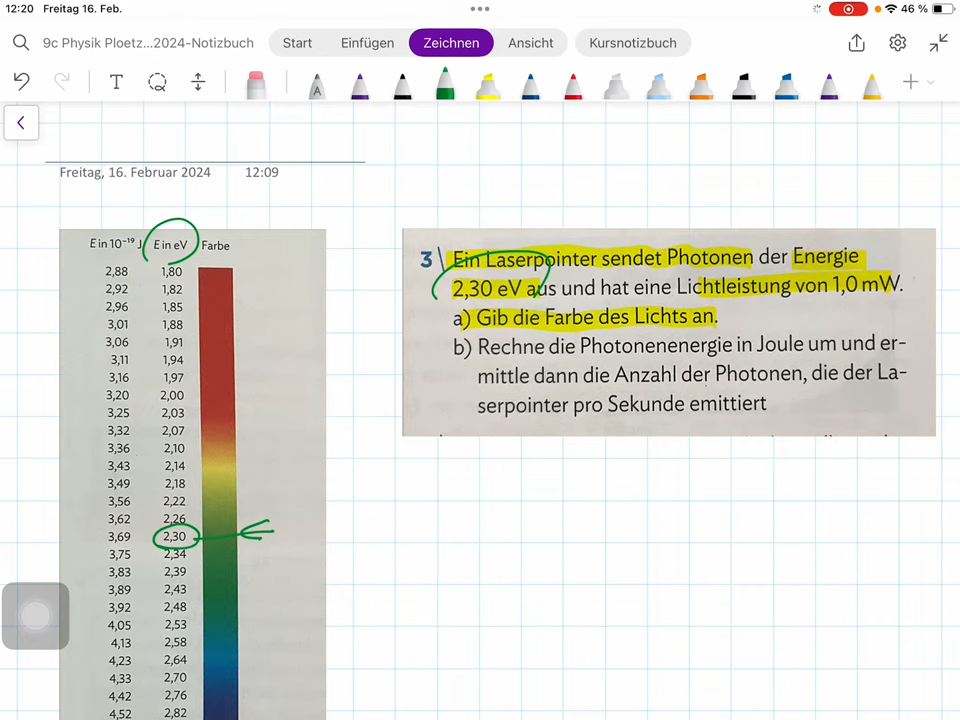 12:20 Freitag 16. Feb.
46 %
9c Physik Ploetz...2024-Notizbuch Start Einfügen Zeichnen Ansicht Kursnotizbuch
T A
Freitag, 16. Februar 2024 12:09
E in 10⁻¹⁹ J E in eV Farbe
2,88 1,80
2,92 1,82
2,96 1,85
3,01 1,88
3,06 1,91
3,11 1,94
3,16 1,97
3,20 2,00
3,25 2,03
3,32 2,07
3,36 2,10
3,43 2,14
3,49 2,18
3,56 2,22
3,62 2,26
3,69 2,30
3,75 2,34
3,83 2,39
3,89 2,43
3,92 2,48
4,05 2,53
4,13 2,58
4,23 2,64
4,33 2,70
4,42 2,76
4,52 2,82
3 Ein Laserpointer sendet Photonen der Energie
2,30 eV aus und hat eine Lichtleistung von 1,0 mW.
a) Gib die Farbe des Lichts an.
b) Rechne die Photonenenergie in Joule um und er-
mittle dann die Anzahl der Photonen, die der La-
serpointer pro Sekunde emittiert